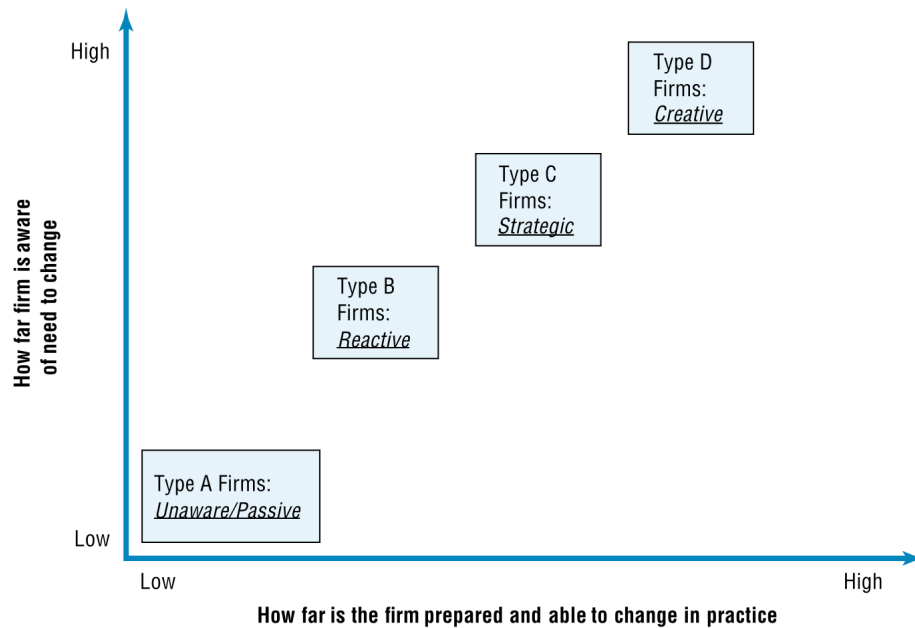 High
Type D
Firms:
Creative
Type C
Firms:
Strategic
How far firm is aware
of need to change
Type B
Firms:
Reactive
Type A Firms:
Unaware/Passive
Low
Low
High
How far is the firm prepared and able to change in practice